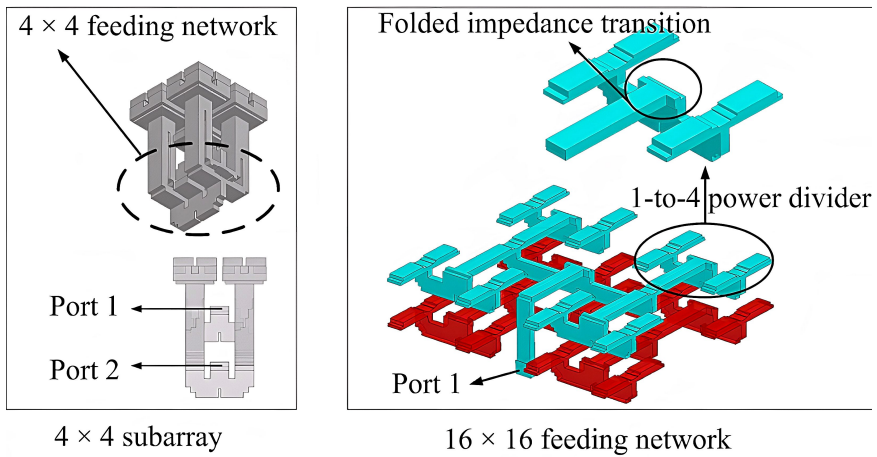 4 × 4 feeding network
Port 1
Port 2
4 × 4 subarray
Folded impedance transition
1-to-4 power divider
Port 1
16 × 16 feeding network